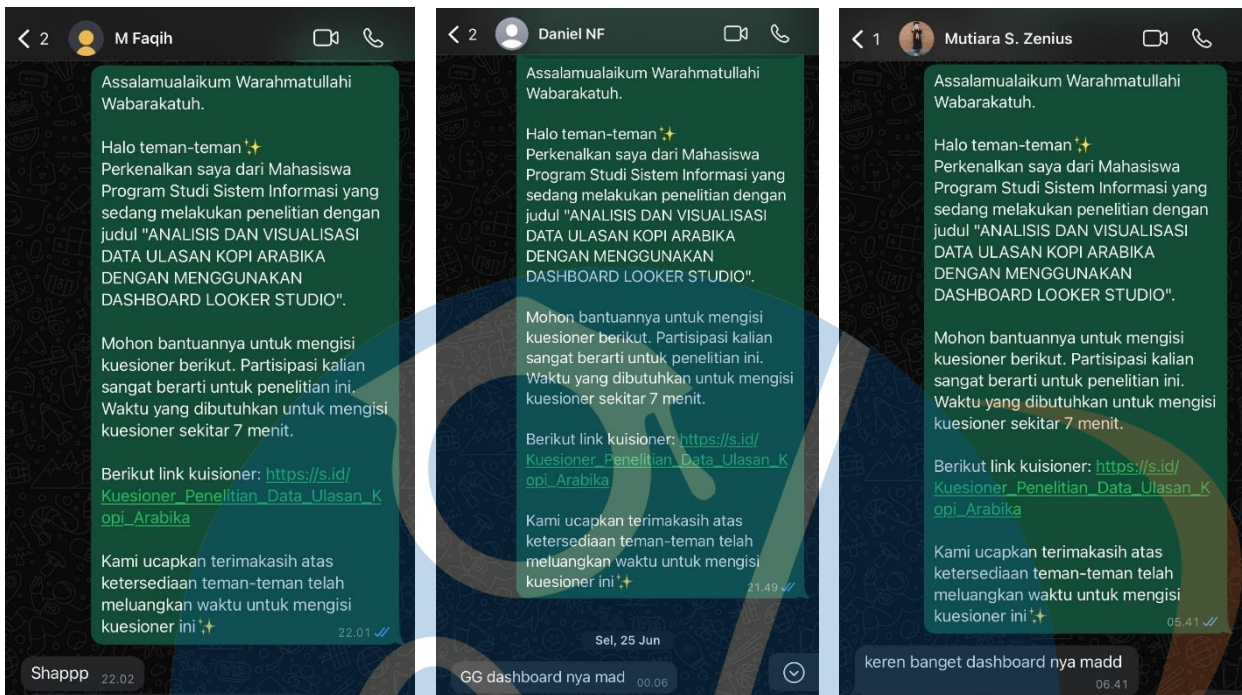 2
M Faqih
Assalamualaikum Warahmatullahi
Wabarakatuh.
Halo teman-teman✨
Perkenalkan saya dari Mahasiswa
Program Studi Sistem Informasi yang
sedang melakukan penelitian dengan
judul "ANALISIS DAN VISUALISASI
DATA ULASAN KOPI ARABIKA
DENGAN MENGGUNAKAN
DASHBOARD LOOKER STUDIO".
Mohon bantuannya untuk mengisi
kuesioner berikut. Partisipasi kalian
sangat berarti untuk penelitian ini.
Waktu yang dibutuhkan untuk mengisi
kuesioner sekitar 7 menit.
Berikut link kuisioner: https://s.id/
Kuesioner_Penelitian_Data_Ulasan_K
opi_Arabika
Kami ucapkan terimakasih atas
ketersediaan teman-teman telah
meluangkan waktu untuk mengisi
kuesioner ini✨
22.01
Shappp 22.02
2
Daniel NF
Assalamualaikum Warahmatullahi
Wabarakatuh.
Halo teman-teman✨
Perkenalkan saya dari Mahasiswa
Program Studi Sistem Informasi yang
sedang melakukan penelitian dengan
judul "ANALISIS DAN VISUALISASI
DATA ULASAN KOPI ARABIKA
DENGAN MENGGUNAKAN
DASHBOARD LOOKER STUDIO".
Mohon bantuannya untuk mengisi
kuesioner berikut. Partisipasi kalian
sangat berarti untuk penelitian ini.
Waktu yang dibutuhkan untuk mengisi
kuesioner sekitar 7 menit.
Berikut link kuisioner: https://s.id/
Kuesioner_Penelitian_Data_Ulasan_K
opi_Arabika
Kami ucapkan terimakasih atas
ketersediaan teman-teman telah
meluangkan waktu untuk mengisi
kuesioner ini✨
21.49
Sel, 25 Jun
GG dashboard nya mad 00.06
1
Mutiara S. Zenius
Assalamualaikum Warahmatullahi
Wabarakatuh.
Halo teman-teman✨
Perkenalkan saya dari Mahasiswa
Program Studi Sistem Informasi yang
sedang melakukan penelitian dengan
judul "ANALISIS DAN VISUALISASI
DATA ULASAN KOPI ARABIKA
DENGAN MENGGUNAKAN
DASHBOARD LOOKER STUDIO".
Mohon bantuannya untuk mengisi
kuesioner berikut. Partisipasi kalian
sangat berarti untuk penelitian ini.
Waktu yang dibutuhkan untuk mengisi
kuesioner sekitar 7 menit.
Berikut link kuisioner: https://s.id/
Kuesioner_Penelitian_Data_Ulasan_K
opi_Arabika
Kami ucapkan terimakasih atas
ketersediaan teman-teman telah
meluangkan waktu untuk mengisi
kuesioner ini✨
05.41
keren banget dashboard nya madd
06.41